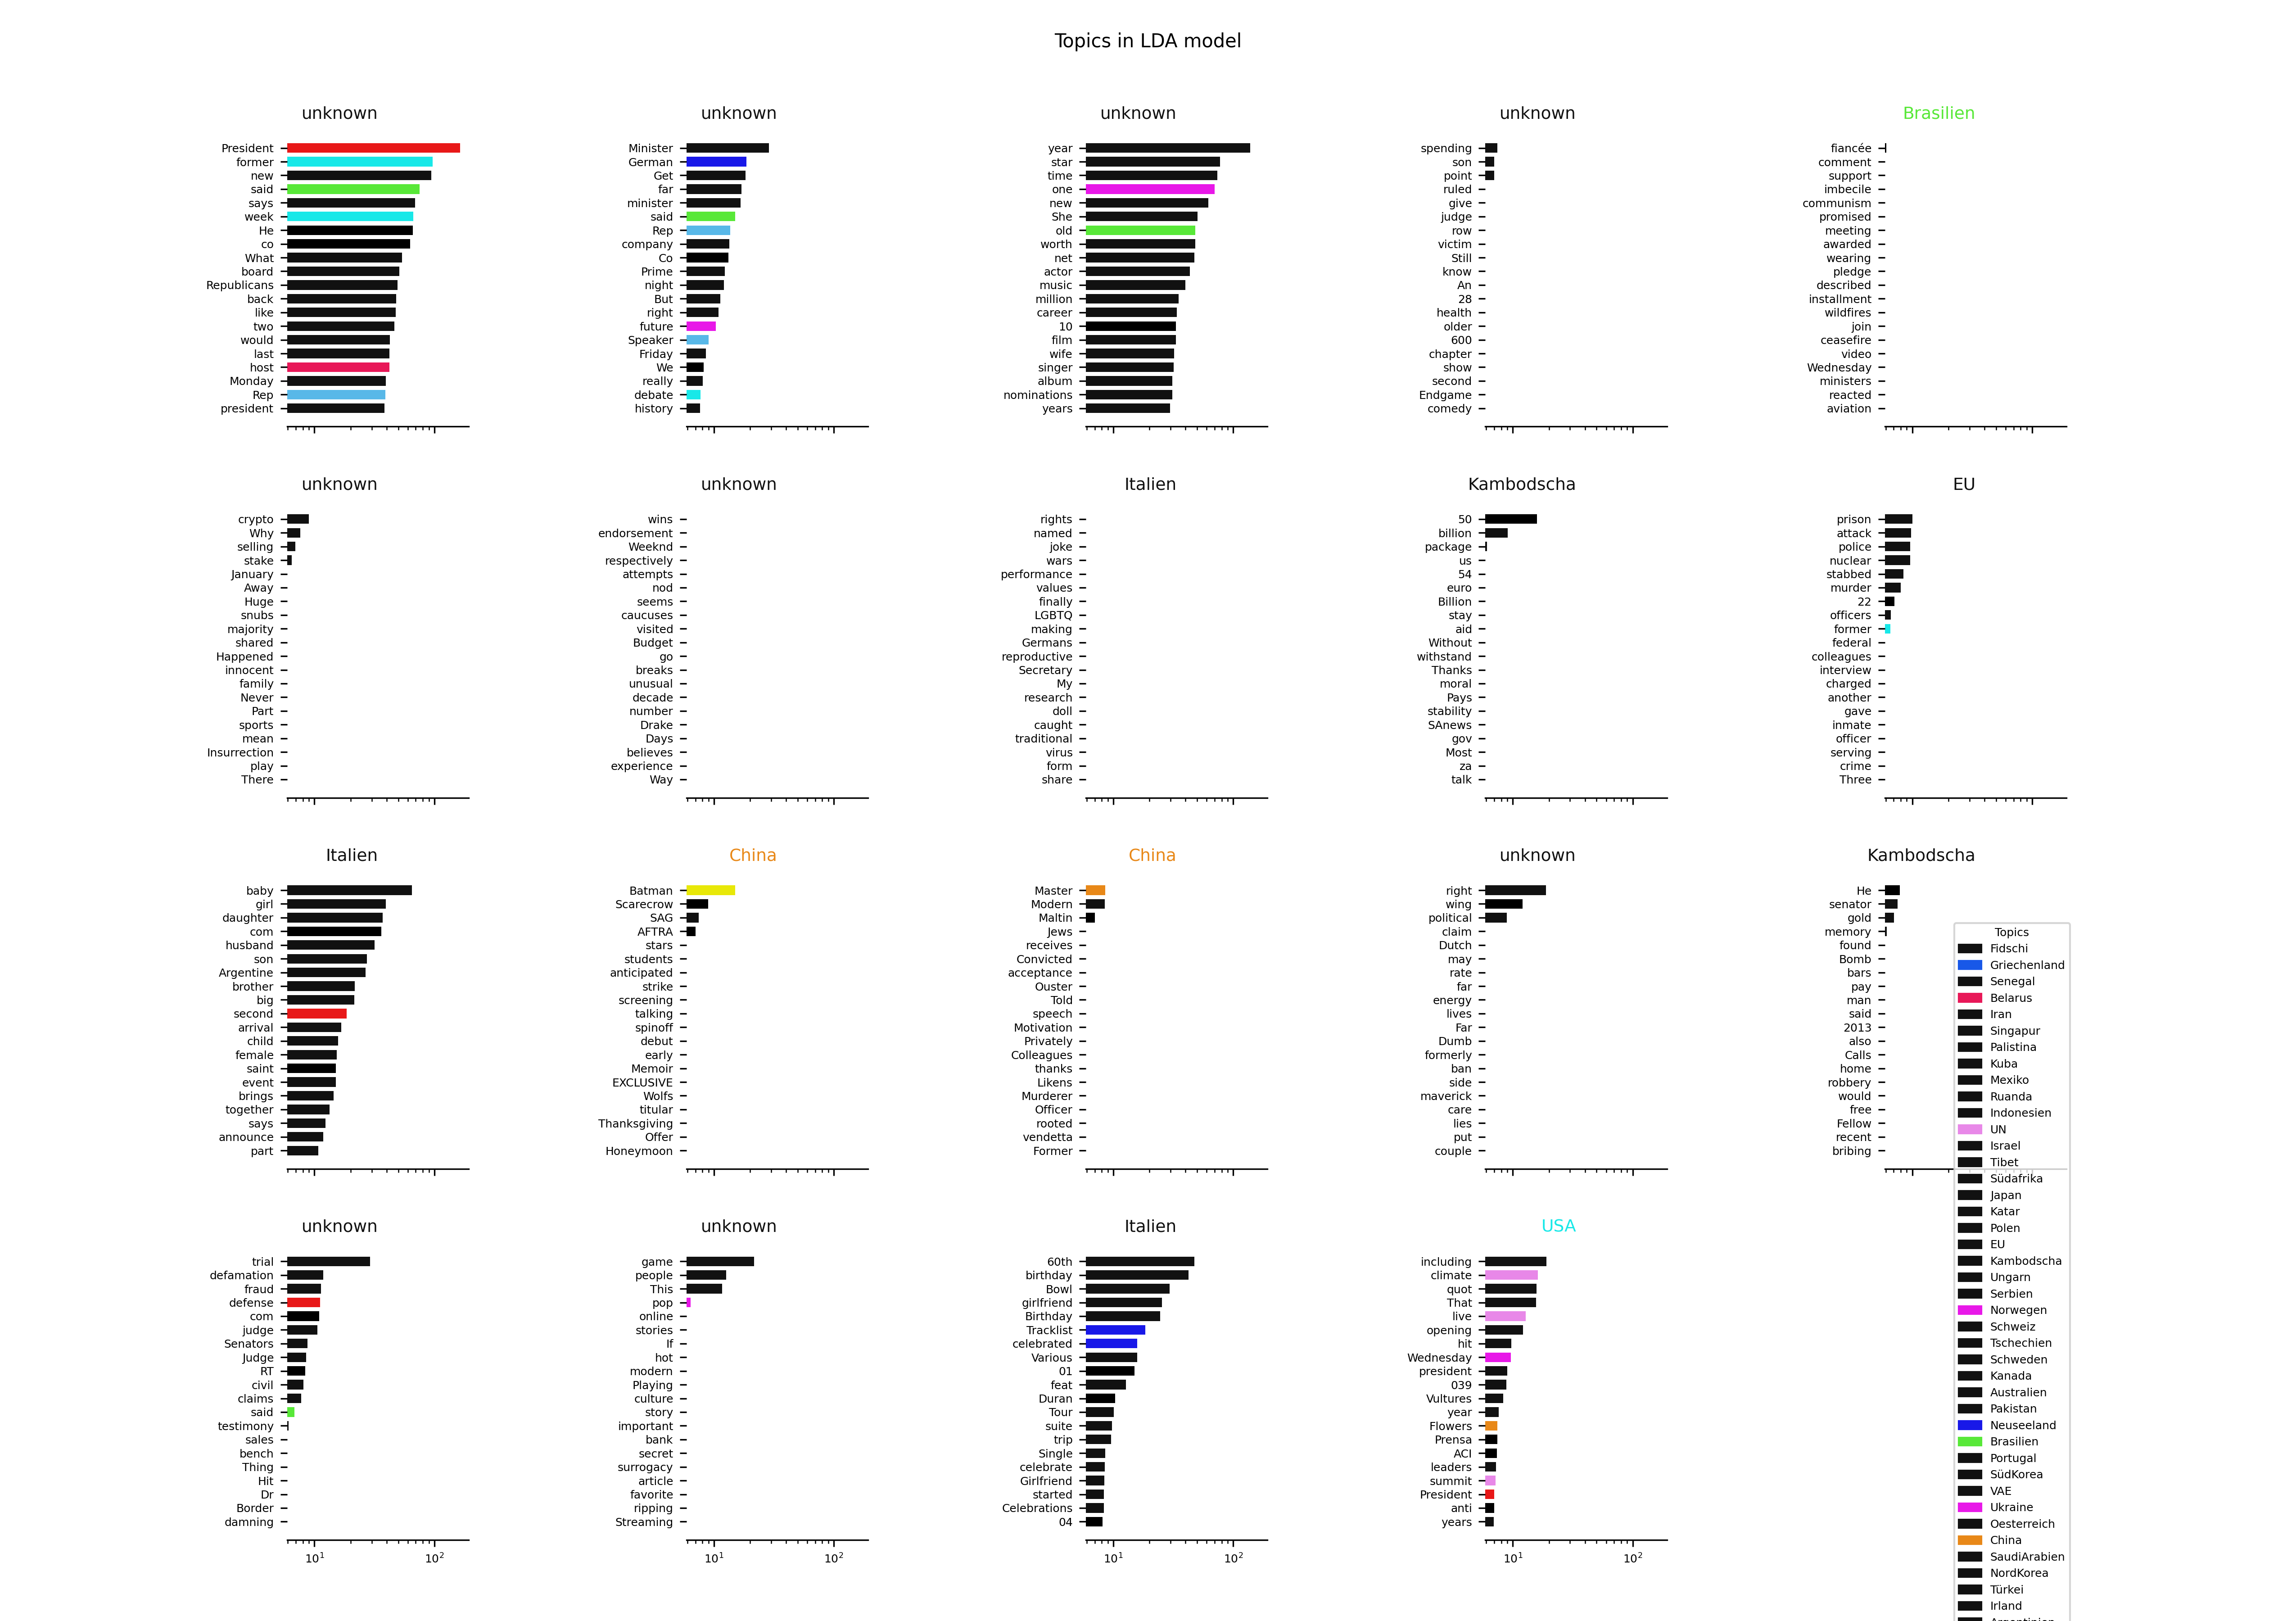 Topics in LDA model
unknown
President
former
new
said
says
week
He
co
What
board
Republicans
back
like
two
would
last
host
Monday
Rep
president
unknown
Minister
German
Get
far
minister
said
Rep
company
Co
Prime
night
But
right
future
Speaker
Friday
We
really
debate
history
unknown
year
star
time
one
new
She
old
worth
net
actor
music
million
career
10
film
wife
singer
album
nominations
years
unknown
spending
son
point
ruled
give
judge
row
victim
Still
know
An
28
health
older
600
chapter
show
second
Endgame
comedy
Brasilien
fiancée
comment
support
imbecile
communism
promised
meeting
awarded
wearing
pledge
described
installment
wildfires
join
ceasefire
video
Wednesday
ministers
reacted
aviation
unknown
crypto
Why
selling
stake
January
Away
Huge
snubs
majority
shared
Happened
innocent
family
Never
Part
sports
mean
Insurrection
play
There
unknown
wins
endorsement
Weeknd
respectively
attempts
nod
seems
caucuses
visited
Budget
go
breaks
unusual
decade
number
Drake
Days
believes
experience
Way
Italien
rights
named
joke
wars
performance
values
finally
LGBTQ
making
Germans
reproductive
Secretary
My
research
doll
caught
traditional
virus
form
share
Kambodscha
50
billion
package
us
54
euro
Billion
stay
aid
Without
withstand
Thanks
moral
Pays
stability
SAnews
gov
Most
za
talk
EU
prison
attack
police
nuclear
stabbed
murder
22
officers
former
federal
colleagues
interview
charged
another
gave
inmate
officer
serving
crime
Three
Italien
baby
girl
daughter
com
husband
son
Argentine
brother
big
second
arrival
child
female
saint
event
brings
together
says
announce
part
China
Batman
Scarecrow
SAG
AFTRA
stars
students
anticipated
strike
screening
talking
spinoff
debut
early
Memoir
EXCLUSIVE
Wolfs
titular
Thanksgiving
Offer
Honeymoon
China
Master
Modern
Maltin
Jews
receives
Convicted
acceptance
Ouster
Told
speech
Motivation
Privately
Colleagues
thanks
Likens
Murderer
Officer
rooted
vendetta
Former
unknown
right
wing
political
claim
Dutch
may
rate
far
energy
lives
Far
Dumb
formerly
ban
side
maverick
care
lies
put
couple
Kambodscha
He
senator
gold
memory
found
Bomb
bars
pay
man
said
2013
also
Calls
home
robbery
would
free
Fellow
recent
bribing
unknown
trial
defamation
fraud
defense
com
judge
Senators
Judge
RT
civil
claims
said
testimony
sales
bench
Thing
Hit
Dr
Border
damning
10¹ 10²
unknown
game
people
This
pop
online
stories
If
hot
modern
Playing
culture
story
important
bank
secret
surrogacy
article
favorite
ripping
Streaming
10¹ 10²
Italien
60th
birthday
Bowl
girlfriend
Birthday
Tracklist
celebrated
Various
01
feat
Duran
Tour
suite
trip
Single
celebrate
Girlfriend
started
Celebrations
04
10¹ 10²
USA
including
climate
quot
That
live
opening
hit
Wednesday
president
039
Vultures
year
Flowers
Prensa
ACI
leaders
summit
President
anti
years
10¹ 10²
Topics
Fidschi
Griechenland
Senegal
Belarus
Iran
Singapur
Palistina
Kuba
Mexiko
Ruanda
Indonesien
UN
Israel
Tibet
Südafrika
Japan
Katar
Polen
EU
Kambodscha
Ungarn
Serbien
Norwegen
Schweiz
Tschechien
Schweden
Kanada
Australien
Pakistan
Neuseeland
Brasilien
Portugal
SüdKorea
VAE
Ukraine
Oesterreich
China
SaudiArabien
NordKorea
Türkei
Irland